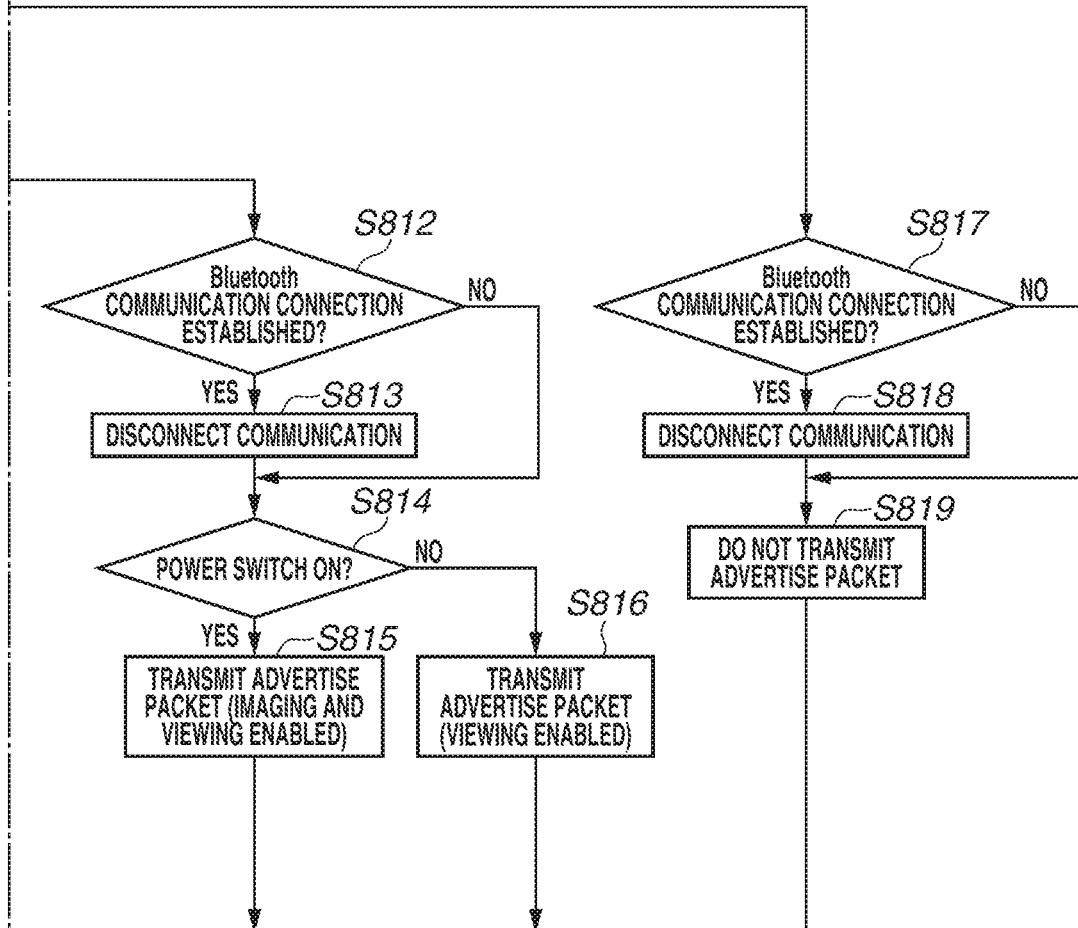 S812
Bluetooth
COMMUNICATION CONNECTION
ESTABLISHED?
NO
YES
S813
DISCONNECT COMMUNICATION
S814
POWER SWITCH ON?
NO
YES
S815
TRANSMIT ADVERTISE
PACKET (IMAGING AND
VIEWING ENABLED)
S816
TRANSMIT
ADVERTISE PACKET
(VIEWING ENABLED)
S817
Bluetooth
COMMUNICATION CONNECTION
ESTABLISHED?
NO
YES
S818
DISCONNECT COMMUNICATION
S819
DO NOT TRANSMIT
ADVERTISE PACKET